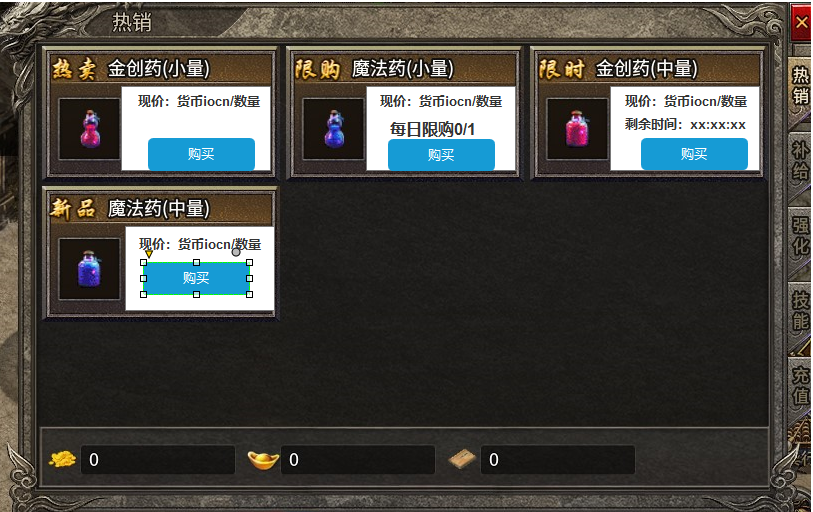 热销
热卖 金创药(小量)
现价：货币iocn/数量
购买
限购 魔法药(小量)
现价：货币iocn/数量
每日限购0/1
购买
限时 金创药(中量)
现价：货币iocn/数量
剩余时间：xx:xx:xx
购买
新品 魔法药(中量)
现价：货币iocn/数量
购买
0
0
0
热销
补给
强化
技能
充值
行